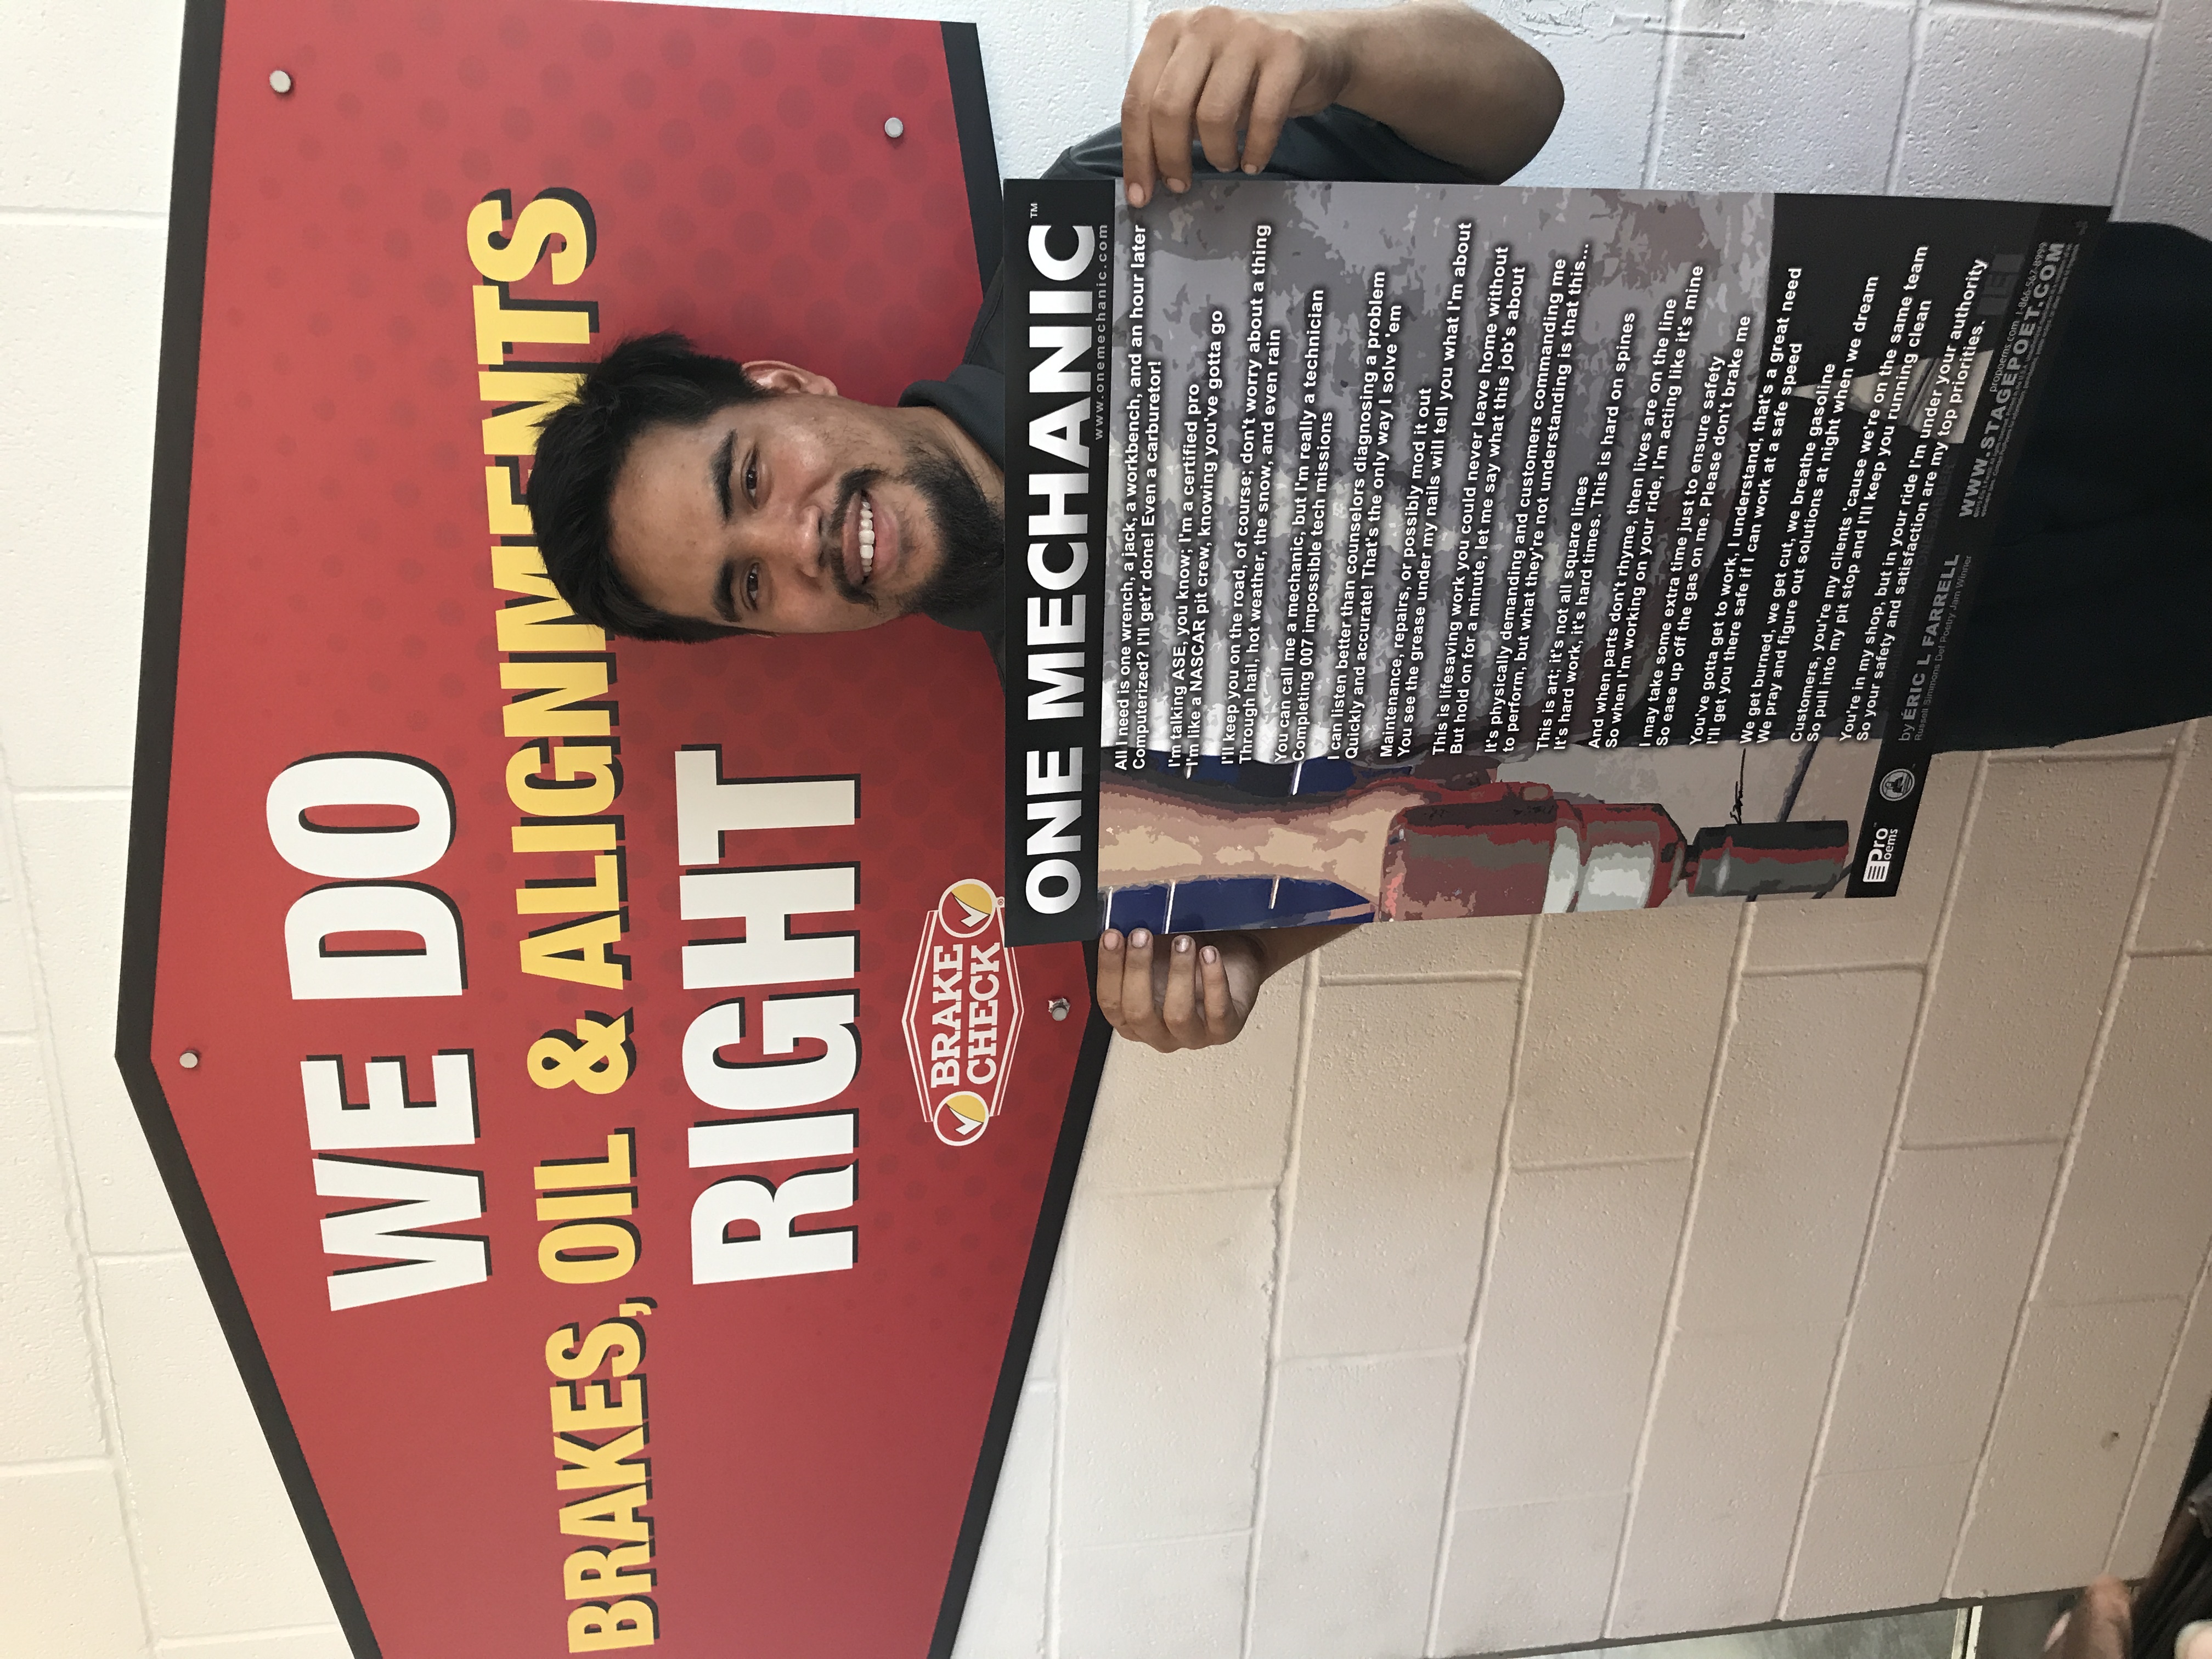 WE DO
BRAKES, OIL & ALIGNMENTS
RIGHT
BRAKE
CHECK
ONE MECHANIC™
www.onemechanic.com
All I need is one wrench, a jack, a workbench, and an hour later
Computerized? I'll get'r done! Even a carburetor!
I'm talking ASE, you know; I'm a certified pro
I'm like a NASCAR pit crew, knowing you've gotta go
I'll keep you on the road, of course; don't worry about a thing
Through hail, hot weather, the snow, and even rain
You can call me a mechanic, but I'm really a technician
Completing 007 impossible tech missions
I can listen better than counselors diagnosing a problem
Quickly and accurate! That's the only way I solve 'em
Maintenance, repairs, or possibly mod it out
You see the grease under my nails will tell you what I'm about
This is lifesaving work you could never leave home without
But hold on for a minute, let me say what this job's about
It's physically demanding and customers commanding me
to perform, but what they're not understanding is that this...
This is art; it's not all square lines
It's hard work, it's hard times. This is hard on spines
And when parts don't rhyme, then lives are on the line
So when I'm working on your ride, I'm acting like it's mine
I may take some extra time just to ensure safety
So ease up off the gas on me. Please don't brake me
You've gotta get to work, I understand, that's a great need
I'll get you there safe if I can work at a safe speed
We get burned, we get cut, we breathe gasoline
We pray and figure out solutions at night when we dream
Customers, you're my clients 'cause we're on the same team
So pull into my pit stop and I'll keep you running clean
You're in my shop, but in your ride I'm under your authority
So your safety and satisfaction are my top priorities.
by ERIC L FARRELL
Russell Simmons Def Poetry Jam Winner
propoems.com 1-866-567-8999
WWW.STAGEPOET.COM
Pro
Poems